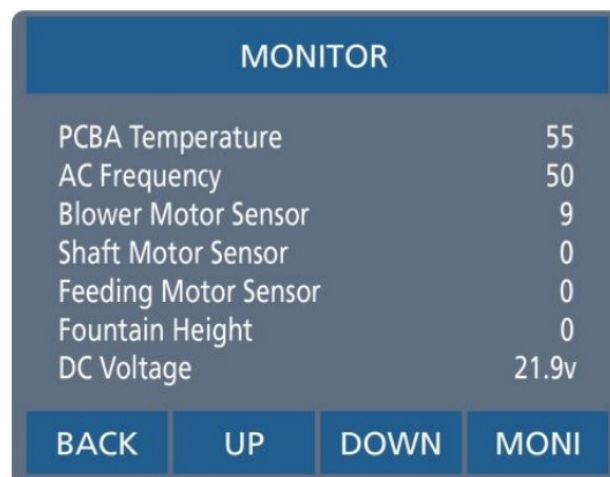 MONITOR
PCBA Temperature 55
AC Frequency 50
Blower Motor Sensor 9
Shaft Motor Sensor 0
Feeding Motor Sensor 0
Fountain Height 0
DC Voltage 21.9v
BACK UP DOWN MONI